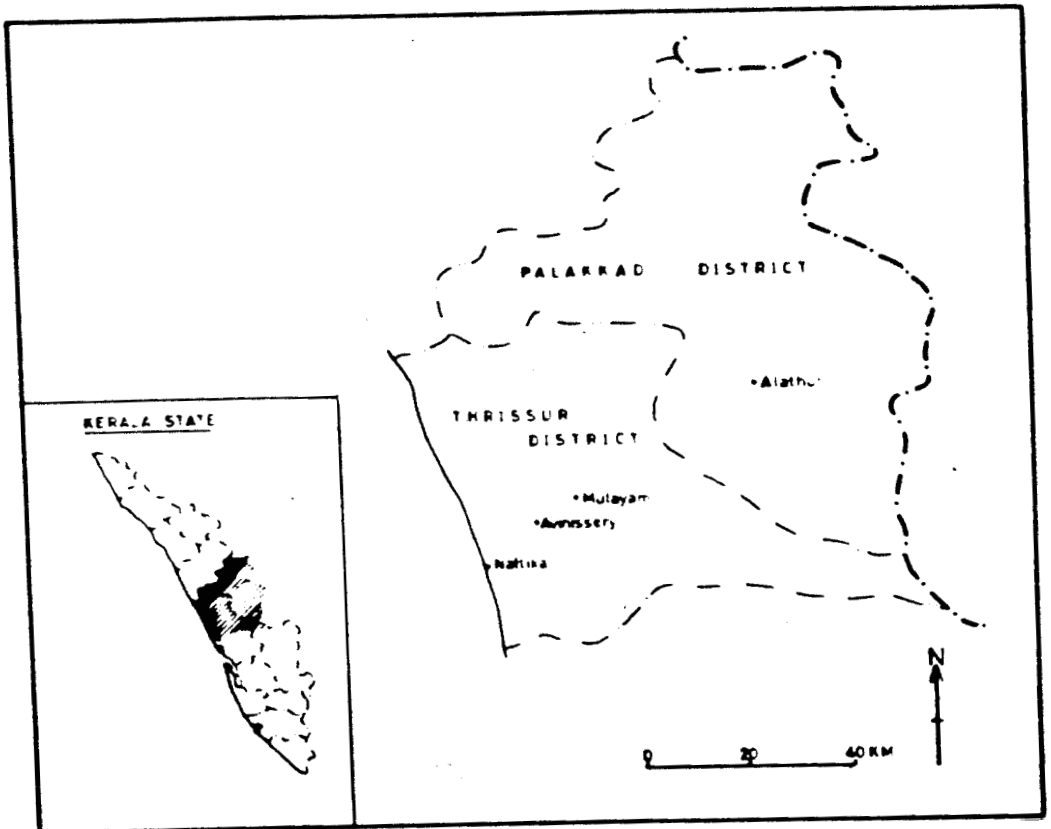 PALAKKAD DISTRICT
Alathur
THRISSUR
DISTRICT
KERALA STATE
Mulayam
Avinissery
Nattika
N
0 20 40 KM